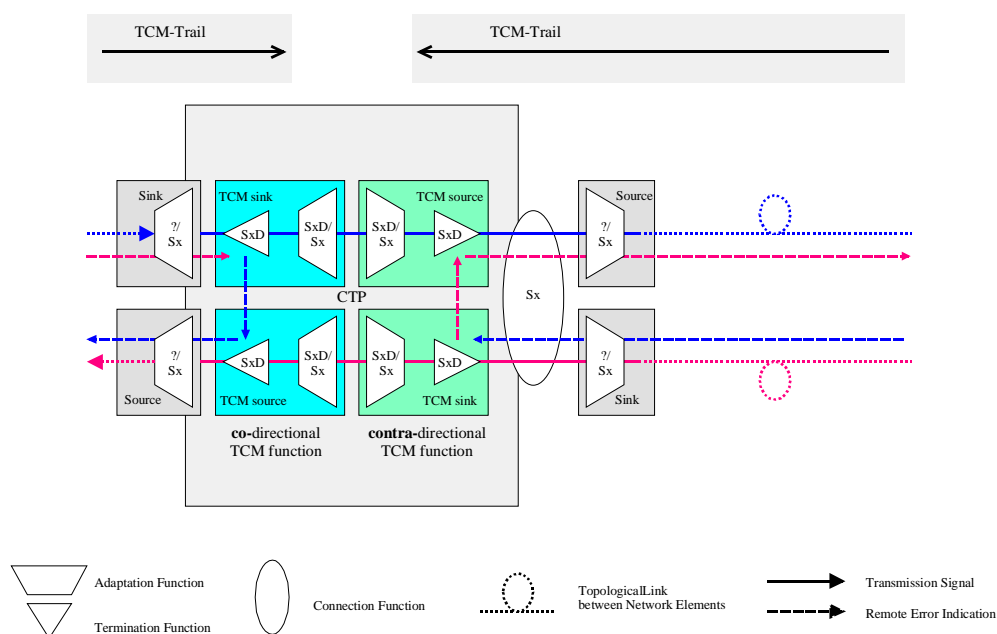 TCM-Trail
TCM-Trail
Sink
TCM sink
TCM source
Source
?/
Sx
SxD
SxD/
Sx
SxD/
Sx
SxD
?/
Sx
CTP
Sx
?/
Sx
SxD
SxD/
Sx
SxD/
Sx
SxD
?/
Sx
Source
TCM source
TCM sink
Sink
co-directional
TCM function
contra-directional
TCM function
Adaptation Function
Termination Function
Connection Function
TopologicalLink
between Network Elements
Transmission Signal
Remote Error Indication